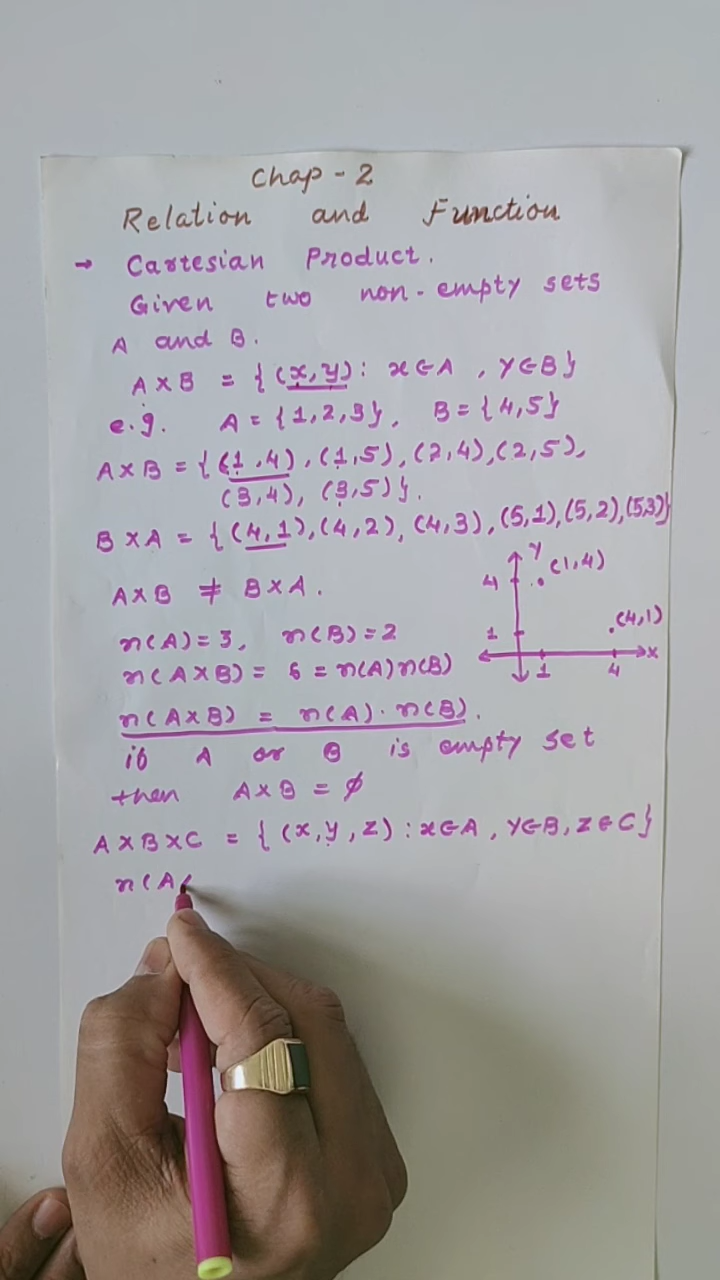 Chap - 2
Relation and Function
→ Cartesian Product.
Given two non-empty sets
A and B.
A×B = {(x,y) : x∈A , Y∈B}
e.g. A = {1,2,3}, B = {4,5}
A×B = {(1,4), (1,5), (2,4), (2,5),
(3,4), (3,5)}.
B×A = {(4,1), (4,2), (4,3), (5,1), (5,2), (5,3)}
A×B ≠ B×A.
n(A)=3, n(B)=2
n(A×B) = 6 = n(A)n(B)
n(A×B) = n(A)·n(B).
Y
4
(1,4)
1
(4,1)
1
4
x
if A or B is empty set
then A×B = ϕ
A×B×C = {(x,y,z) : x∈A, Y∈B, Z∈C}
n(A